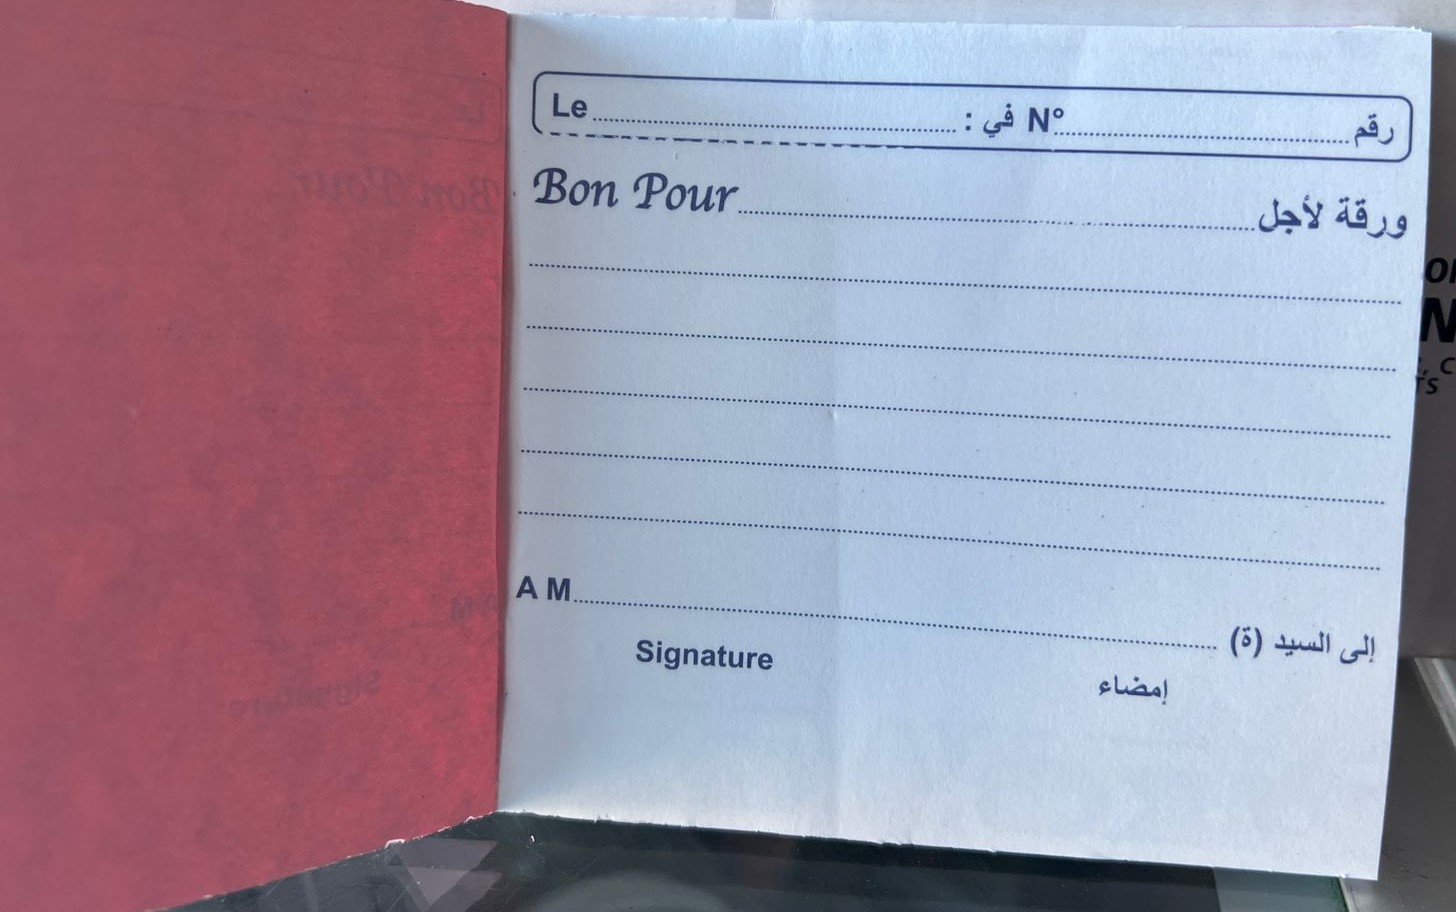 Le.................... في : N°.................... رقم
Bon Pour.................... ورقة لأجل
A M.................... إلى السيد (ة)
Signature إمضاء